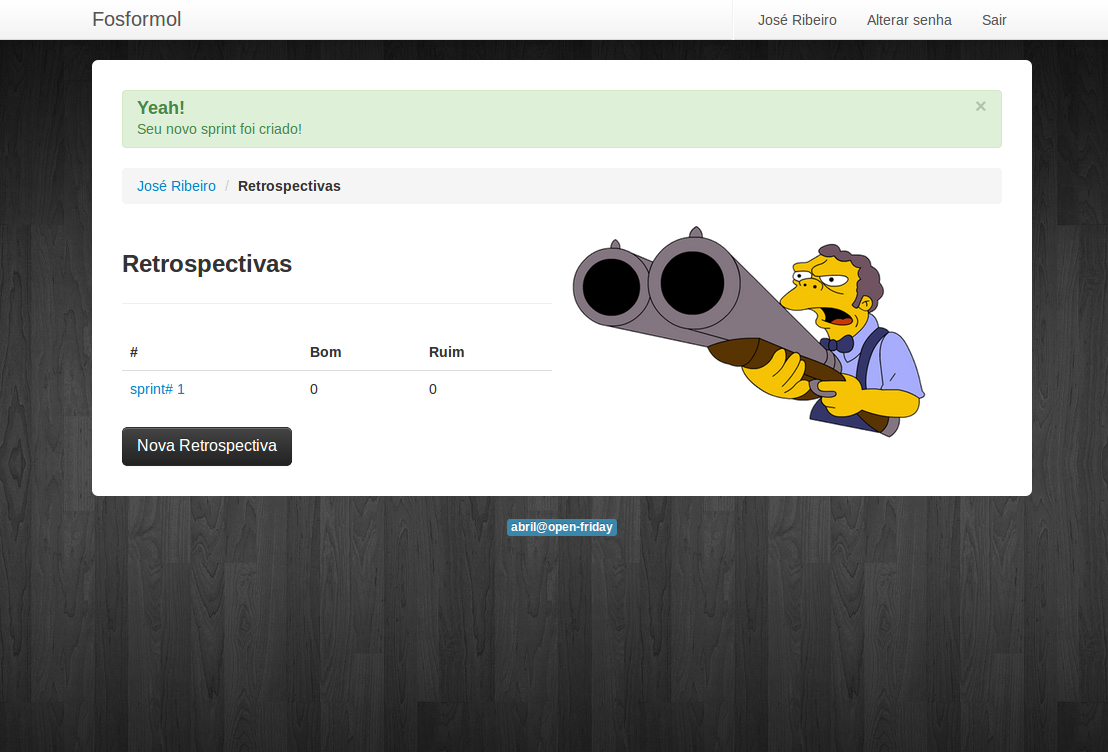 Fosformol
José Ribeiro
Alterar senha
Sair
Yeah!
×
Seu novo sprint foi criado!
José Ribeiro / Retrospectivas
Retrospectivas
# Bom Ruim
sprint# 1 0 0
Nova Retrospectiva
abril@open-friday